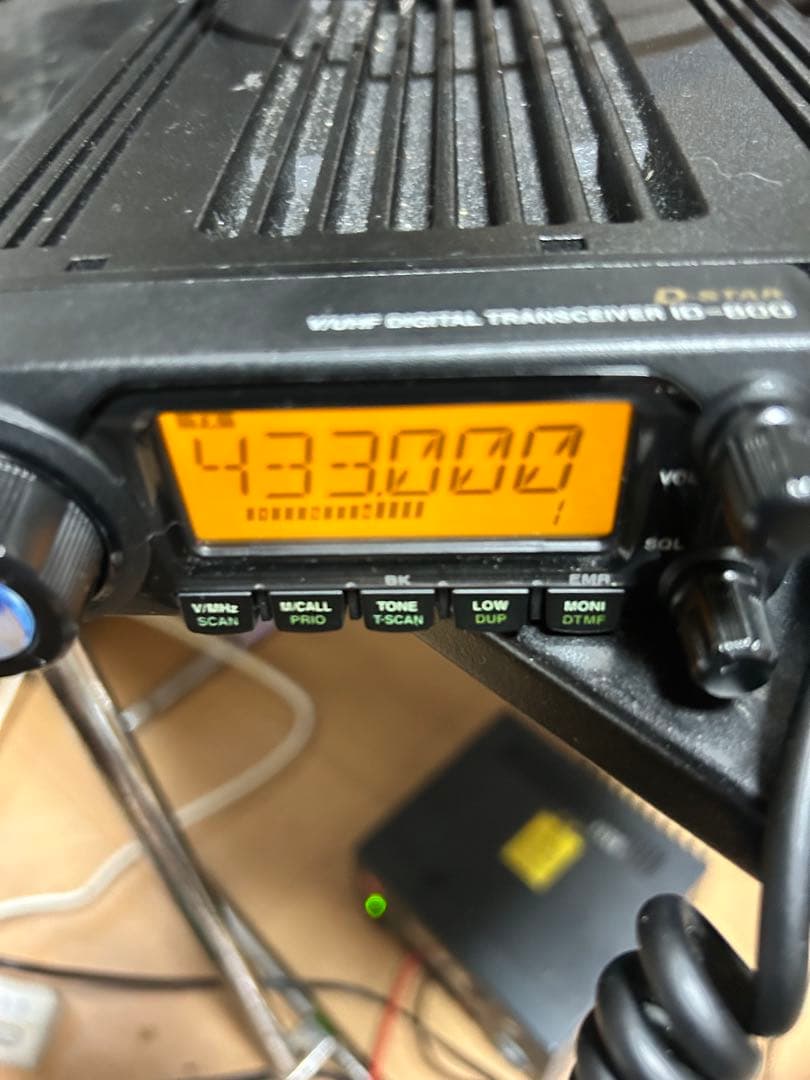 D-STAR
V/UHF DIGITAL TRANSCEIVER ID-800
433.000
1
VOL
SQL
BK EMR
V/MHz M/CALL TONE LOW MONI
SCAN PRIO T-SCAN DUP DTMF